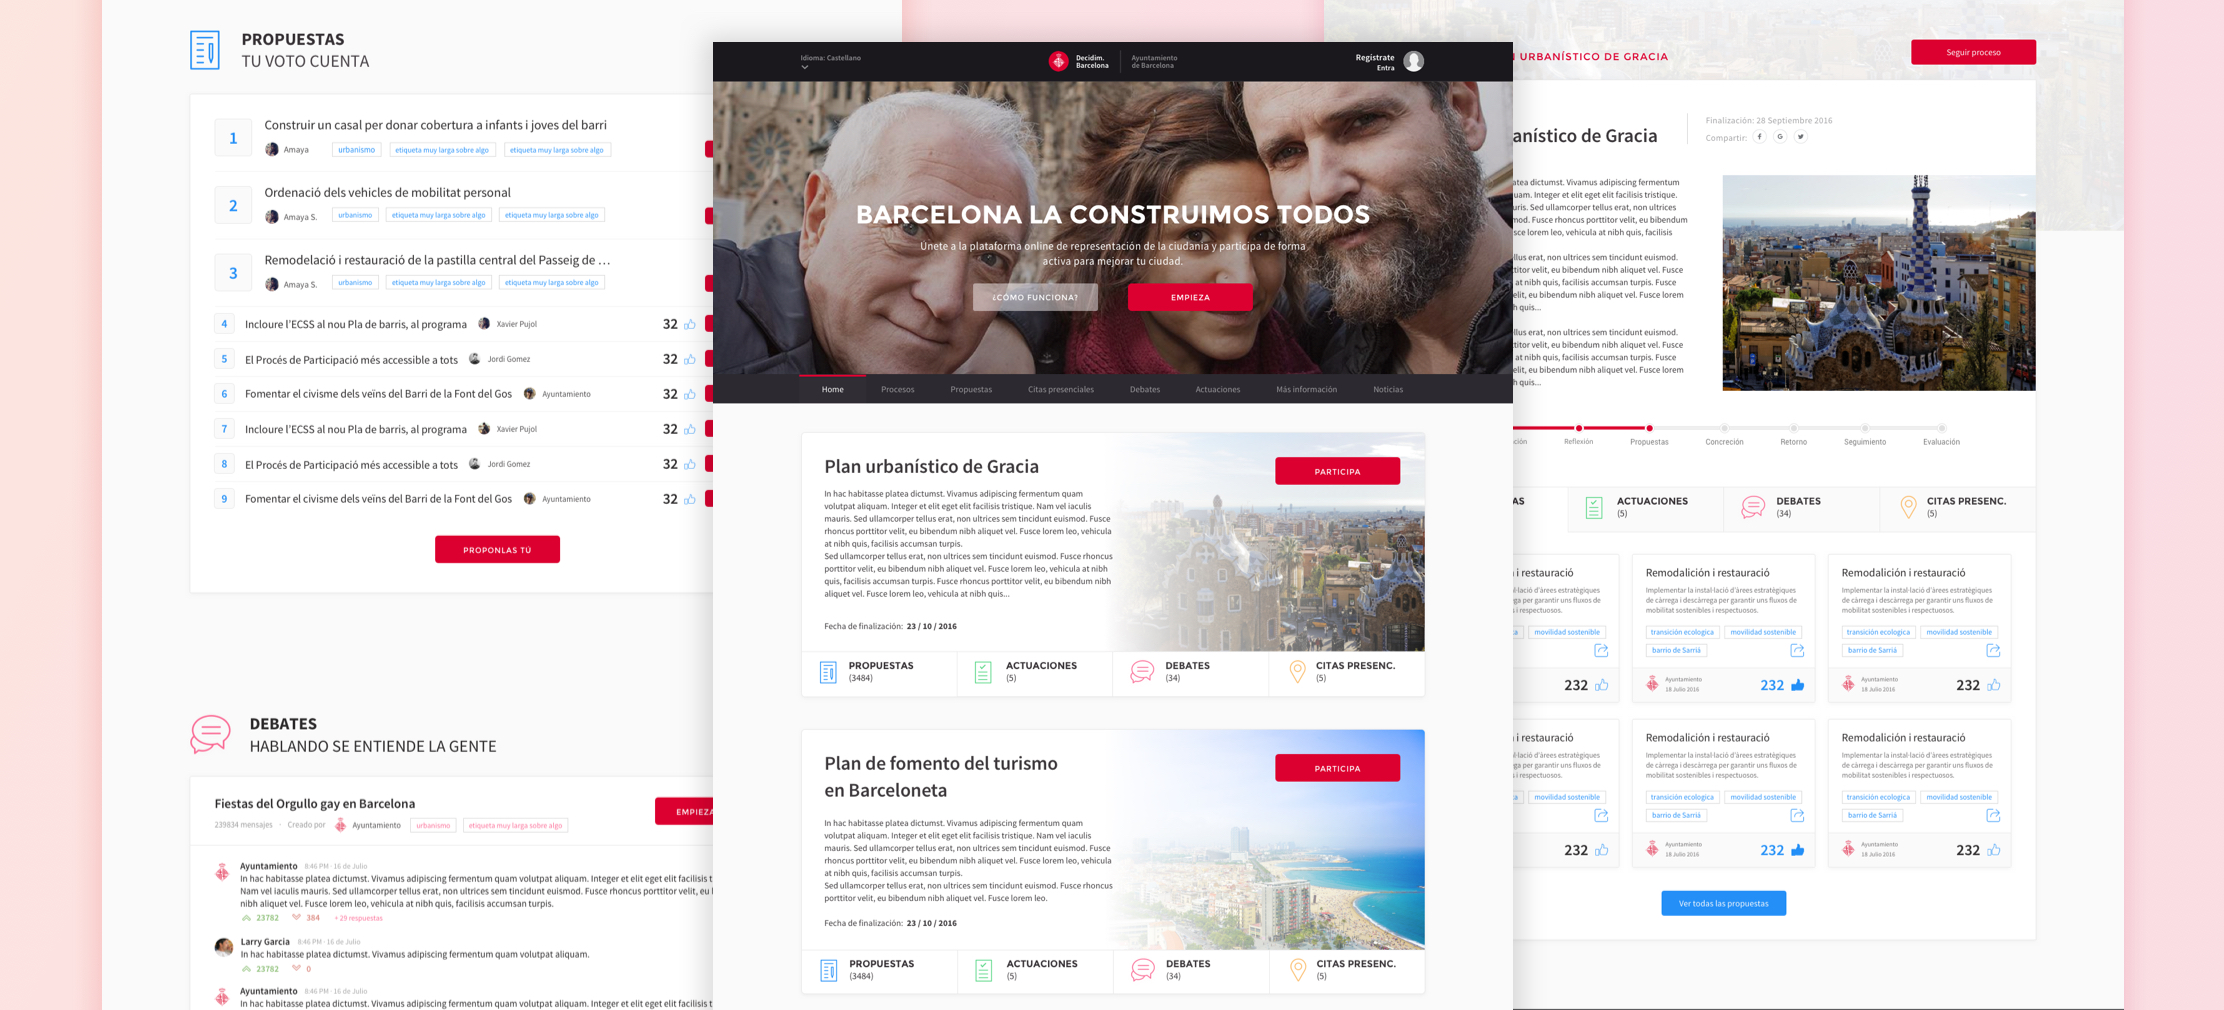 PROPUESTAS
TU VOTO CUENTA
1
Construir un casal per donar cobertura a infants i joves del barri
Amaya
urbanismo
etiqueta muy larga sobre algo
etiqueta muy larga sobre algo
2
Ordenació dels vehicles de mobilitat personal
Amaya S.
urbanismo
etiqueta muy larga sobre algo
etiqueta muy larga sobre algo
3
Remodelació i restauració de la pastilla central del Passeig de ...
Amaya S.
urbanismo
etiqueta muy larga sobre algo
etiqueta muy larga sobre algo
4 Incloure l'ECSS al nou Pla de barris, al programa Xavier Pujol 32
5 El Procés de Participació més accessible a tots Jordi Gomez 32
6 Fomentar el civisme dels veïns del Barri de la Font del Gos Ayuntamiento 32
7 Incloure l'ECSS al nou Pla de barris, al programa Xavier Pujol 32
8 El Procés de Participació més accessible a tots Jordi Gomez 32
9 Fomentar el civisme dels veïns del Barri de la Font del Gos Ayuntamiento 32
PROPONLAS TÚ
DEBATES
HABLANDO SE ENTIENDE LA GENTE
Fiestas del Orgullo gay en Barcelona
EMPIEZA
239834 mensajes · Creado por Ayuntamiento urbanismo etiqueta muy larga sobre algo
Ayuntamiento 8:46 PM · 16 de Julio
In hac habitasse platea dictumst. Vivamus adipiscing fermentum quam volutpat aliquam. Integer et elit eget elit facilisis t
Nam vel iaculis mauris. Sed ullamcorper tellus erat, non ultrices sem tincidunt euismod. Fusce rhoncus porttitor velit, eu l
nibh aliquet vel. Fusce lorem leo, vehicula at nibh quis, facilisis accumsan turpis.
23782 384 +29 respuestas
Larry Garcia 8:46 PM · 16 de Julio
In hac habitasse platea dictumst. Vivamus adipiscing fermentum quam volutpat aliquam.
23782 0
Ayuntamiento 8:46 PM · 16 de Julio
In hac habitasse platea dictumst. Vivamus adipiscing fermentum quam volutpat aliquam. Integer et elit eget elit facilisis t
Idioma: Castellano
Decidim.
Barcelona
Ayuntamiento
de Barcelona
Regístrate
Entra
BARCELONA LA CONSTRUIMOS TODOS
Únete a la plataforma online de representación de la ciudania y participa de forma
activa para mejorar tu ciudad.
¿CÓMO FUNCIONA?
EMPIEZA
Home Procesos Propuestas Citas presenciales Debates Actuaciones Más información Noticias
Plan urbanístico de Gracia
PARTICIPA
In hac habitasse platea dictumst. Vivamus adipiscing fermentum quam
volutpat aliquam. Integer et elit eget elit facilisis tristique. Nam vel iaculis
mauris. Sed ullamcorper tellus erat, non ultrices sem tincidunt euismod. Fusce
rhoncus porttitor velit, eu bibendum nibh aliquet vel. Fusce lorem leo, vehicula
at nibh quis, facilisis accumsan turpis.
Sed ullamcorper tellus erat, non ultrices sem tincidunt euismod. Fusce rhoncus
porttitor velit, eu bibendum nibh aliquet vel. Fusce lorem leo, vehicula at nibh
quis, facilisis accumsan turpis. Fusce rhoncus porttitor velit, eu bibendum nibh
aliquet vel. Fusce lorem leo, vehicula at nibh quis...
Fecha de finalización: 23 / 10 / 2016
PROPUESTAS
(3484)
ACTUACIONES
(5)
DEBATES
(34)
CITAS PRESENC.
(5)
Plan de fomento del turismo
en Barceloneta
PARTICIPA
In hac habitasse platea dictumst. Vivamus adipiscing fermentum quam
volutpat aliquam. Integer et elit eget elit facilisis tristique. Nam vel iaculis
mauris. Sed ullamcorper tellus erat, non ultrices sem tincidunt euismod. Fusce
rhoncus porttitor velit, eu bibendum nibh aliquet vel. Fusce lorem leo, vehicula
at nibh quis, facilisis accumsan turpis.
Sed ullamcorper tellus erat, non ultrices sem tincidunt euismod. Fusce rhoncus
porttitor velit, eu bibendum nibh aliquet vel. Fusce lorem leo.
Fecha de finalización: 23 / 10 / 2016
PROPUESTAS
(3484)
ACTUACIONES
(5)
DEBATES
(34)
CITAS PRESENC.
(5)
URBANÍSTICO DE GRACIA
Seguir proceso
anístico de Gracia
Finalización: 28 Septiembre 2016
Compartir:
atea dictumst. Vivamus adipiscing fermentum
uam. Integer et elit eget elit facilisis tristique.
uris. Sed ullamcorper tellus erat, non ultrices
mod. Fusce rhoncus porttitor velit, eu bibendum
sce lorem leo, vehicula at nibh quis, facilisis
llus erat, non ultrices sem tincidunt euismod.
titor velit, eu bibendum nibh aliquet vel. Fusce
at nibh quis, facilisis accumsan turpis. Fusce
elit, eu bibendum nibh aliquet vel. Fusce lorem
h quis...
llus erat, non ultrices sem tincidunt euismod.
titor velit, eu bibendum nibh aliquet vel. Fusce
at nibh quis, facilisis accumsan turpis. Fusce
elit, eu bibendum nibh aliquet vel. Fusce lorem
h quis...
ción Reflexión Propuestas Concreción Retorno Seguimiento Evaluación
AS
ACTUACIONES
(5)
DEBATES
(34)
CITAS PRESENC.
(5)
i restauració
l·lació d'àrees estratègiques
ga per garantir uns fluxos de
i respectuosos.
movilidad sostenible
232
Remodalición i restauració
Implementar la instal·lació d'àrees estratègiques
de càrrega i descàrrega per garantir uns fluxos de
mobilitat sostenibles i respectuosos.
transición ecologica
movilidad sostenible
barrio de Sarriá
Ayuntamiento
18 Julio 2016
232
Remodalición i restauració
Implementar la instal·lació d'àrees estratègiques
de càrrega i descàrrega per garantir uns fluxos de
mobilitat sostenibles i respectuosos.
transición ecologica
movilidad sostenible
barrio de Sarriá
Ayuntamiento
18 Julio 2016
232
i restauració
l·lació d'àrees estratègiques
ga per garantir uns fluxos de
i respectuosos.
movilidad sostenible
232
Remodalición i restauració
Implementar la instal·lació d'àrees estratègiques
de càrrega i descàrrega per garantir uns fluxos de
mobilitat sostenibles i respectuosos.
transición ecologica
movilidad sostenible
barrio de Sarriá
Ayuntamiento
18 Julio 2016
232
Remodalición i restauració
Implementar la instal·lació d'àrees estratègiques
de càrrega i descàrrega per garantir uns fluxos de
mobilitat sostenibles i respectuosos.
transición ecologica
movilidad sostenible
barrio de Sarriá
Ayuntamiento
18 Julio 2016
232
Ver todas las propuestas